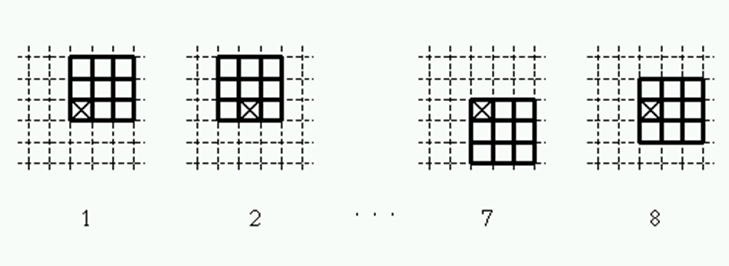 1 2 . . . 7 8